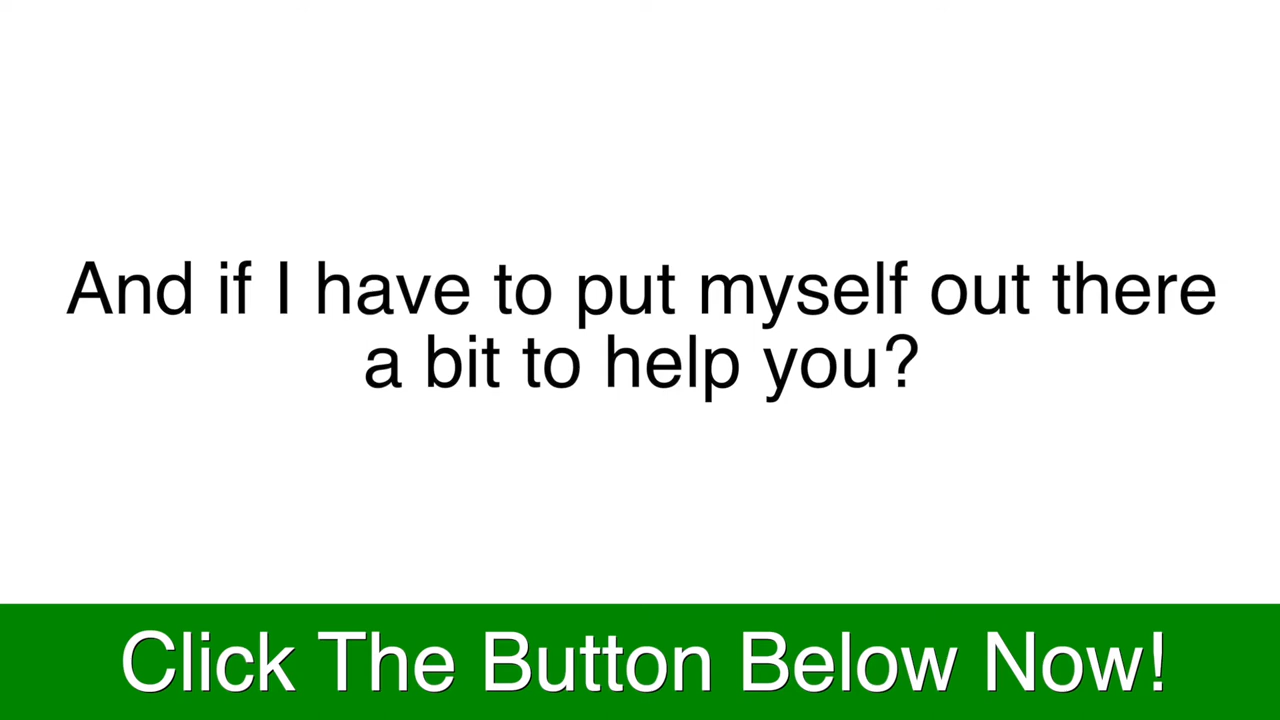 And if I have to put myself out there
a bit to help you?
Click The Button Below Now!